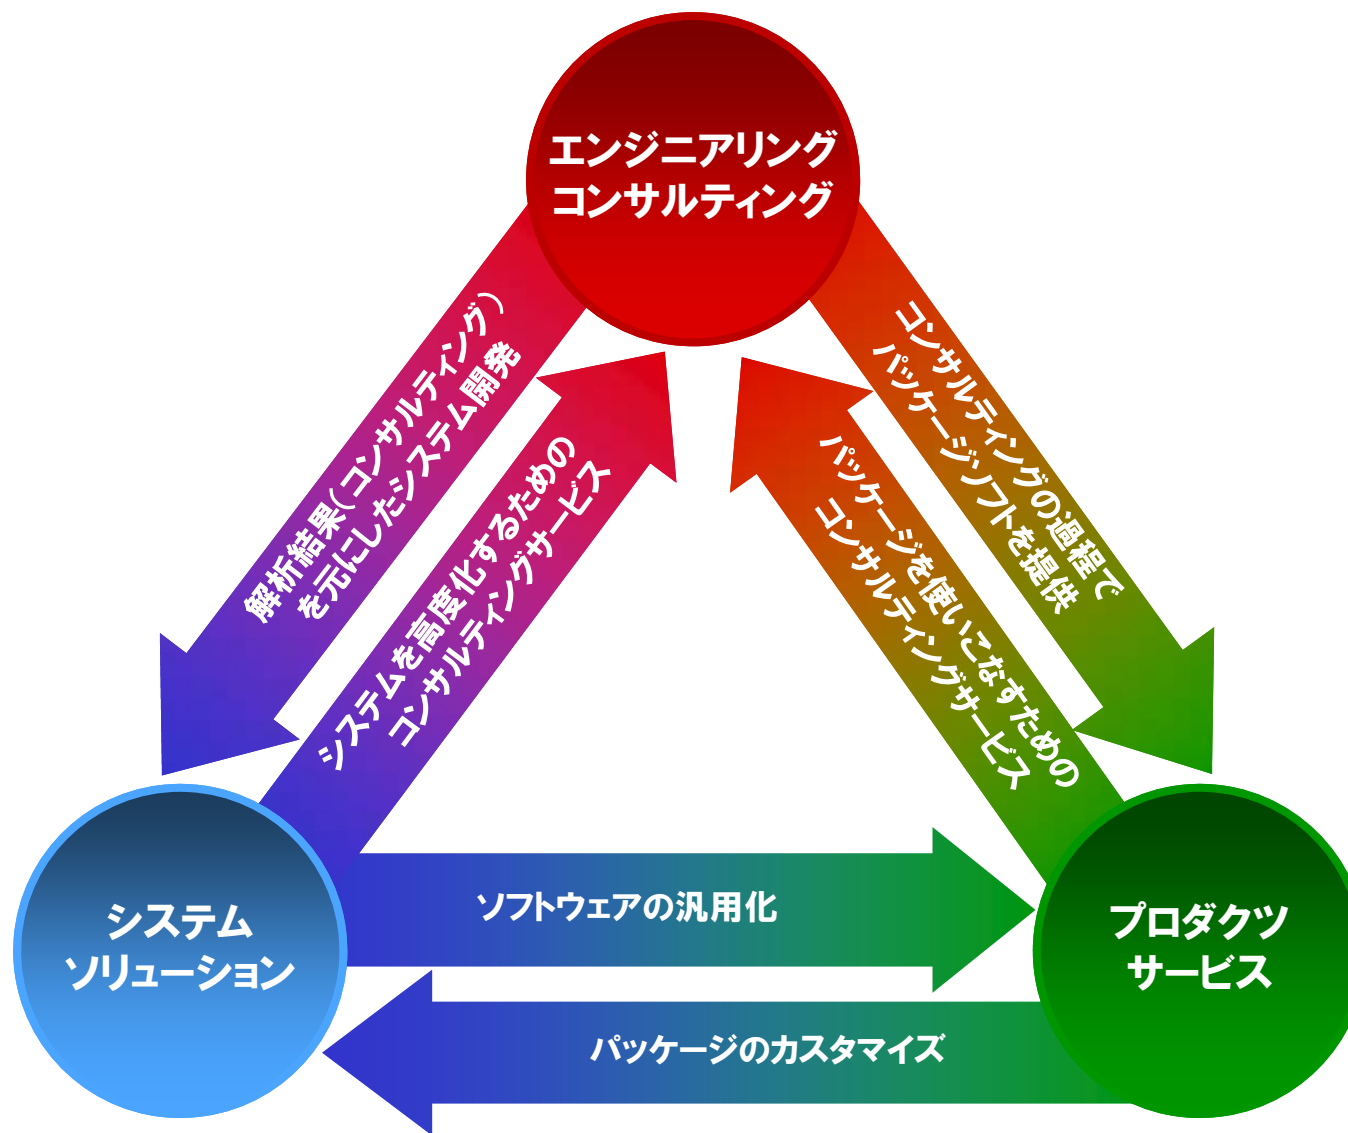 エンジニアリング
コンサルティング
解析結果(コンサルティング)
を元にしたシステム開発
システムを高度化するための
コンサルティングサービス
コンサルティングの過程で
パッケージソフトを提供
パッケージを使いこなすための
コンサルティングサービス
ソフトウェアの汎用化
パッケージのカスタマイズ
システム
ソリューション
プロダクツ
サービス